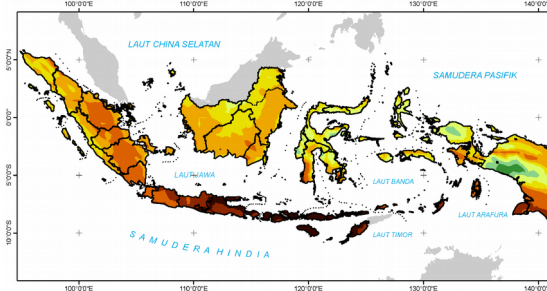 100°0'0"E 110°0'0"E 120°0'0"E 130°0'0"E 140°0'
LAUT CHINA SELATAN
SAMUDERA PASIFIK
5°0'0"N
0°0'0"
5°0'0"S
10°0'0"S
LAUT JAWA
LAUT BANDA
LAUT ARAFURA
LAUT TIMOR
SAMUDERA HINDIA
100°0'0"E 110°0'0"E 120°0'0"E 130°0'0"E 140°0'